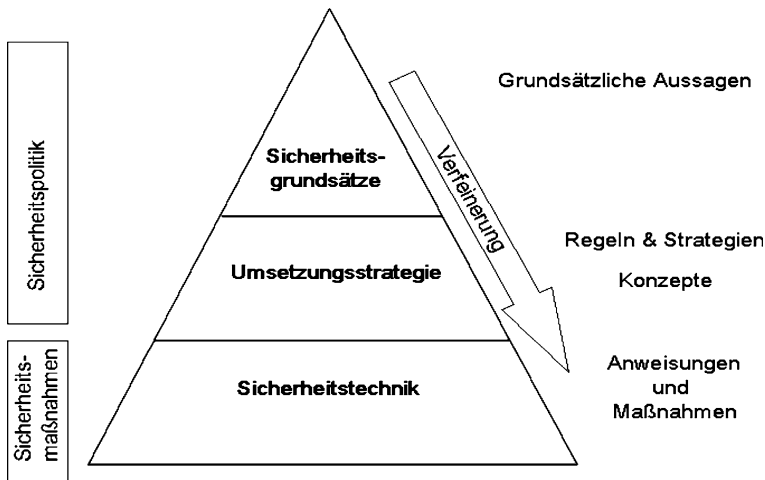 Sicherheitspolitik
Sicherheits-
maßnahmen
Sicherheits-
grundsätze
Umsetzungsstrategie
Sicherheitstechnik
Verfeinerung
Grundsätzliche Aussagen
Regeln & Strategien
Konzepte
Anweisungen
und
Maßnahmen